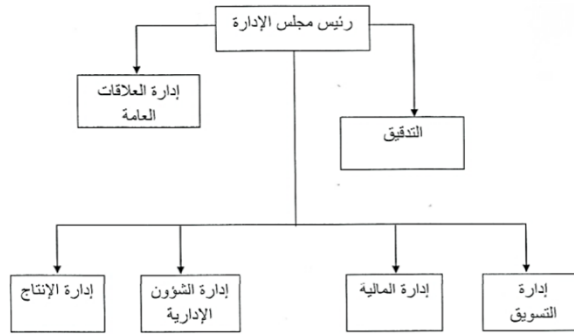 رئيس مجلس الإدارة
إدارة العلاقات
العامة
التدقيق
إدارة
التسويق
إدارة المالية
إدارة الشؤون
الإدارية
إدارة الإنتاج